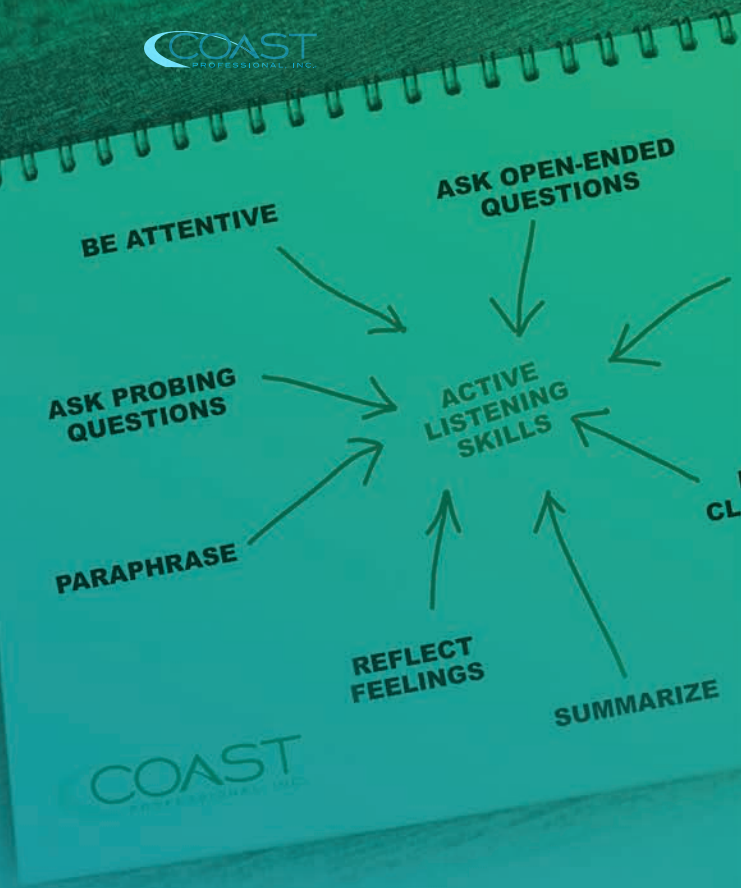 COAST
PROFESSIONAL, INC.
ASK OPEN-ENDED
QUESTIONS
BE ATTENTIVE
ASK PROBING
QUESTIONS
ACTIVE
LISTENING
SKILLS
CL
PARAPHRASE
REFLECT
FEELINGS
SUMMARIZE
COAST
PROFESSIONAL, INC.